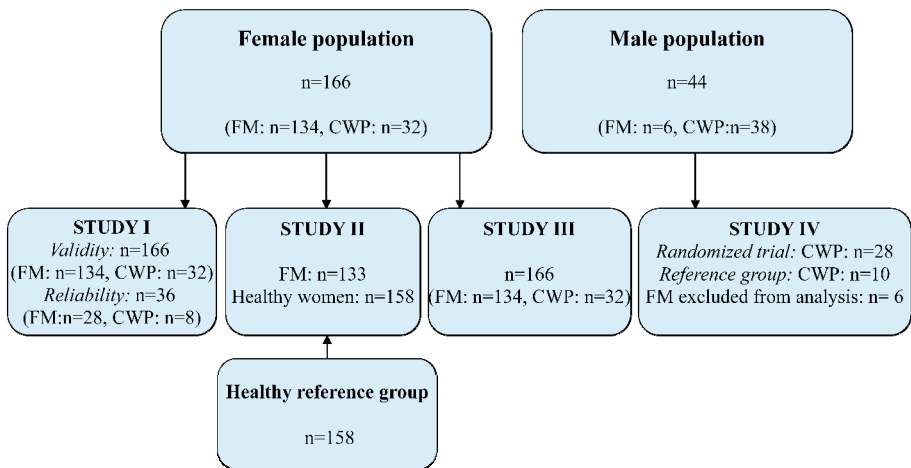 Female population
n=166
(FM: n=134, CWP: n=32)
Male population
n=44
(FM: n=6, CWP:n=38)
STUDY I
Validity: n=166
(FM: n=134, CWP: n=32)
Reliability: n=36
(FM:n=28, CWP: n=8)
STUDY II
FM: n=133
Healthy women: n=158
STUDY III
n=166
(FM: n=134, CWP: n=32)
STUDY IV
Randomized trial: CWP: n=28
Reference group: CWP: n=10
FM excluded from analysis: n= 6
Healthy reference group
n=158